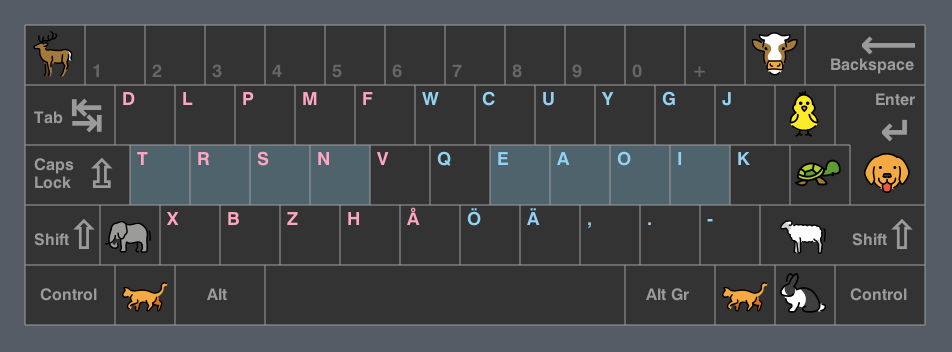 1 2 3 4 5 6 7 8 9 0 + Backspace
Tab D L P M F W C U Y G J Enter
Caps Lock T R S N V Q E A O I K
Shift X B Z H Å Ö Ä , . - Shift
Control Alt Alt Gr Control